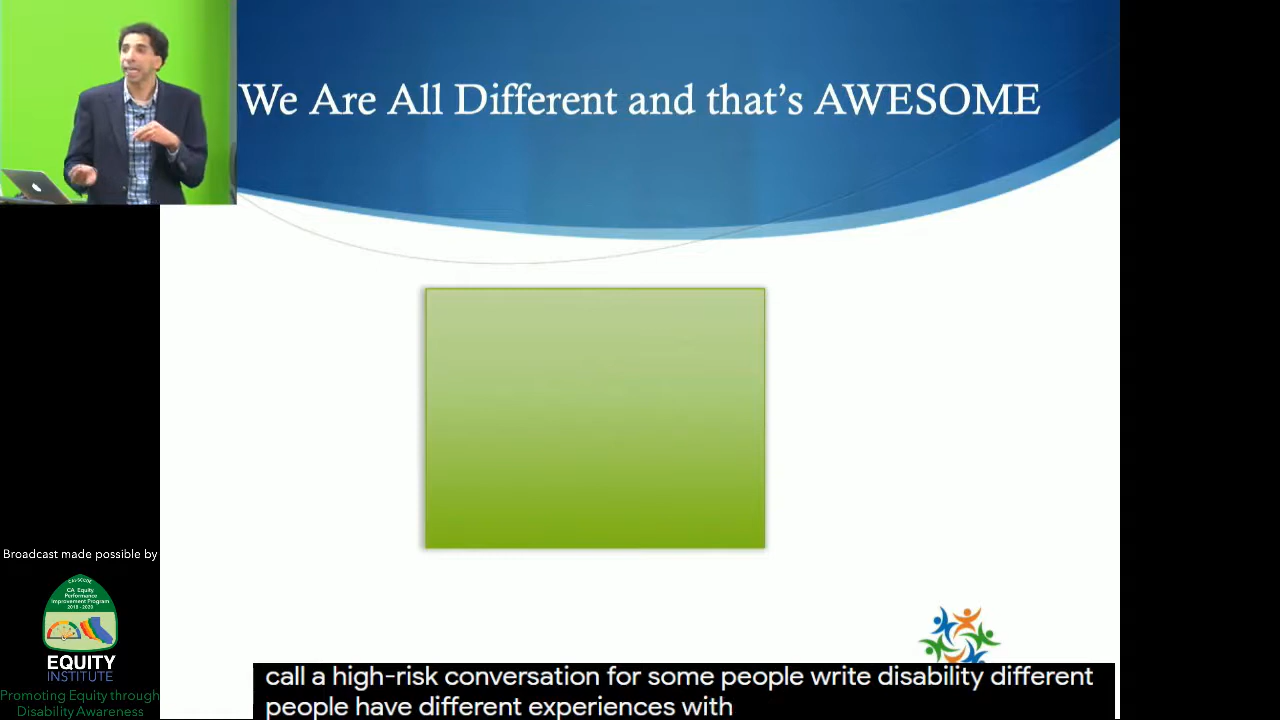 We Are All Different and that's AWESOME
Broadcast made possible by
CA Equity
Performance
Improvement Program
2018 - 2020
EQUITY
INSTITUTE
Promoting Equity through
Disability Awareness
call a high-risk conversation for some people write disability different
people have different experiences with